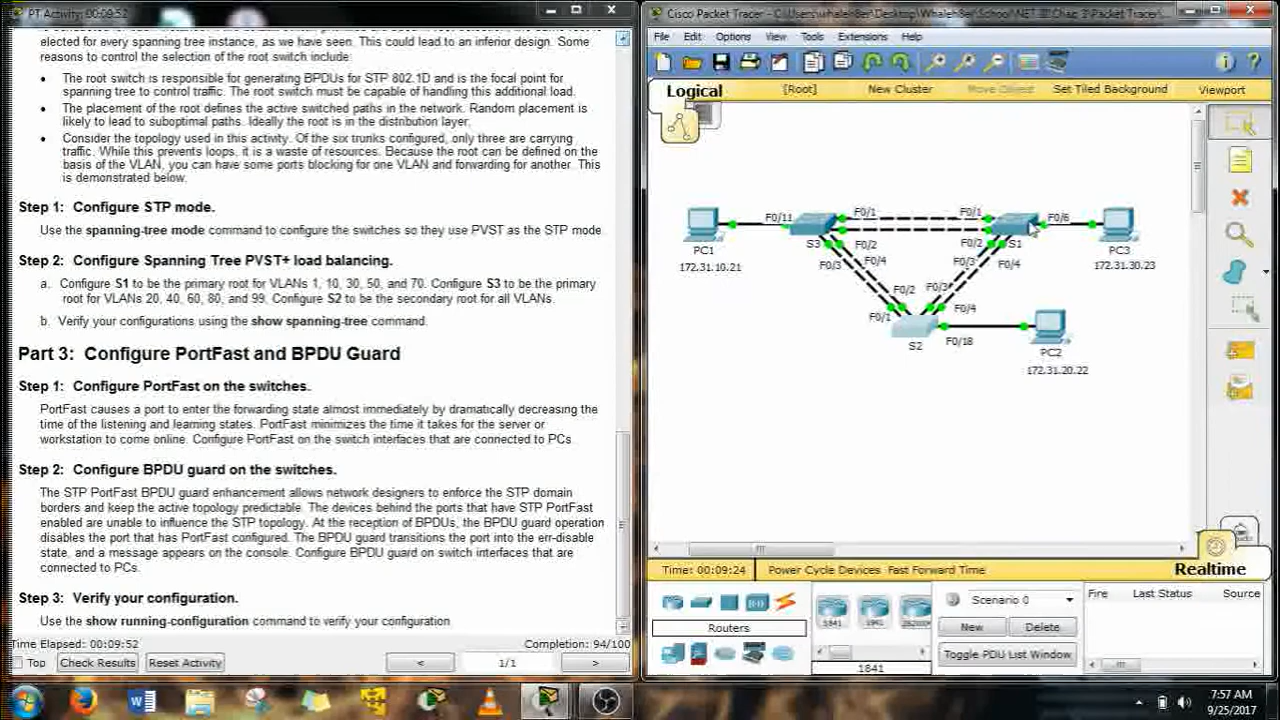 PT Activity: 00:09:52
elected for every spanning tree instance, as we have seen. This could lead to an inferior design. Some
reasons to control the selection of the root switch include:
• The root switch is responsible for generating BPDUs for STP 802.1D and is the focal point for
spanning tree to control traffic. The root switch must be capable of handling this additional load.
• The placement of the root defines the active switched paths in the network. Random placement is
likely to lead to suboptimal paths. Ideally the root is in the distribution layer.
• Consider the topology used in this activity. Of the six trunks configured, only three are carrying
traffic. While this prevents loops, it is a waste of resources. Because the root can be defined on the
basis of the VLAN, you can have some ports blocking for one VLAN and forwarding for another. This
is demonstrated below.
Step 1: Configure STP mode.
Use the spanning-tree mode command to configure the switches so they use PVST as the STP mode.
Step 2: Configure Spanning Tree PVST+ load balancing.
a. Configure S1 to be the primary root for VLANs 1, 10, 30, 50, and 70. Configure S3 to be the primary
root for VLANs 20, 40, 60, 80, and 99. Configure S2 to be the secondary root for all VLANs.
b. Verify your configurations using the show spanning-tree command.
Part 3: Configure PortFast and BPDU Guard
Step 1: Configure PortFast on the switches.
PortFast causes a port to enter the forwarding state almost immediately by dramatically decreasing the
time of the listening and learning states. PortFast minimizes the time it takes for the server or
workstation to come online. Configure PortFast on the switch interfaces that are connected to PCs.
Step 2: Configure BPDU guard on the switches.
The STP PortFast BPDU guard enhancement allows network designers to enforce the STP domain
borders and keep the active topology predictable. The devices behind the ports that have STP PortFast
enabled are unable to influence the STP topology. At the reception of BPDUs, the BPDU guard operation
disables the port that has PortFast configured. The BPDU guard transitions the port into the err-disable
state, and a message appears on the console. Configure BPDU guard on switch interfaces that are
connected to PCs.
Step 3: Verify your configuration.
Use the show running-configuration command to verify your configuration.
Time Elapsed: 00:09:52 Completion: 94/100
Top Check Results Reset Activity < 1/1 >
Cisco Packet Tracer - C:\Users\whale
File Edit Options View Tools Extensions Help
Logical [Root] New Cluster Move Object Set Tiled Background Viewport
F0/11 F0/1 F0/1 F0/6
PC1 S3 F0/2 F0/2 S1 PC3
172.31.10.21 F0/3 F0/4 F0/3 F0/4 172.31.30.23
F0/2 F0/3
F0/1 F0/4
S2 F0/18 PC2
172.31.20.22
Time: 00:09:24 Power Cycle Devices Fast Forward Time Realtime
Scenario 0 Fire Last Status Source
Routers New Delete
1841 1941
Toggle PDU List Window
1841
7:57 AM
9/25/2017